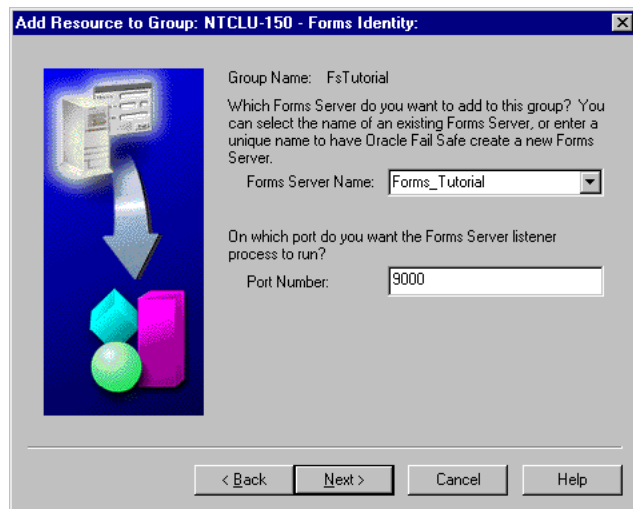 Add Resource to Group: NTCLU-150 - Forms Identity:
Group Name: FsTutorial
Which Forms Server do you want to add to this group? You
can select the name of an existing Forms Server, or enter a
unique name to have Oracle Fail Safe create a new Forms
Server.
Forms Server Name: Forms_Tutorial
On which port do you want the Forms Server listener
process to run?
Port Number: 9000
< Back Next > Cancel Help